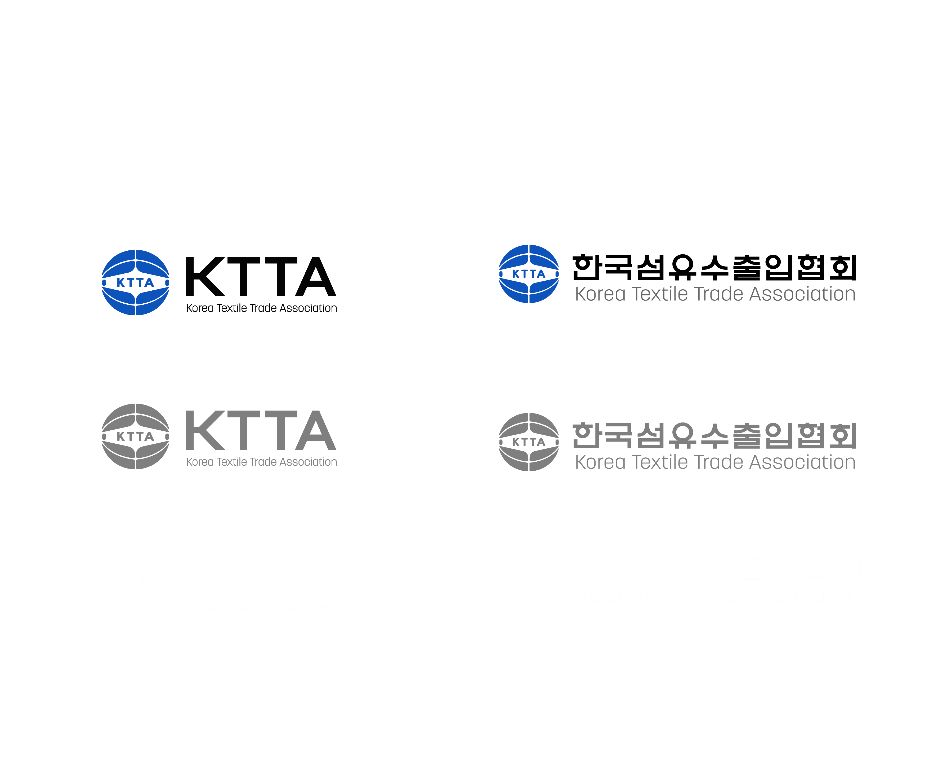 KTTA
KTTA
Korea Textile Trade Association
KTTA
한국섬유수출입협회
Korea Textile Trade Association
KTTA
KTTA
Korea Textile Trade Association
KTTA
한국섬유수출입협회
Korea Textile Trade Association